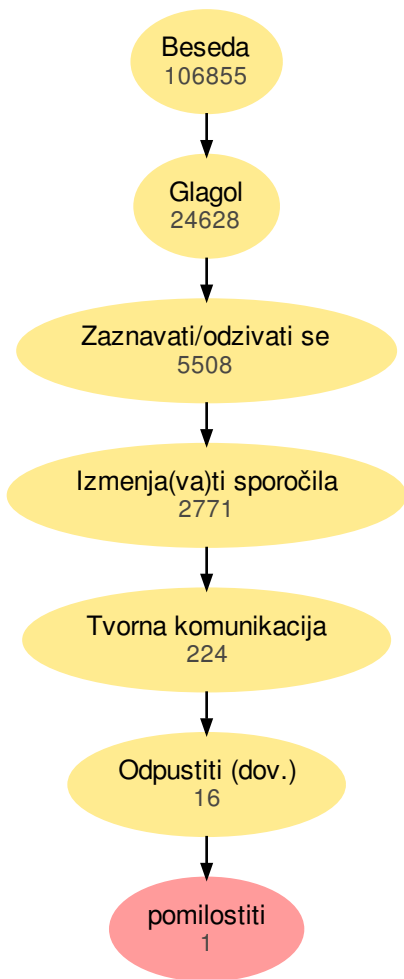 Beseda
106855
Glagol
24628
Zaznavati/odzivati se
5508
Izmenja(va)ti sporočila
2771
Tvorna komunikacija
224
Odpustiti (dov.)
16
pomilostiti
1